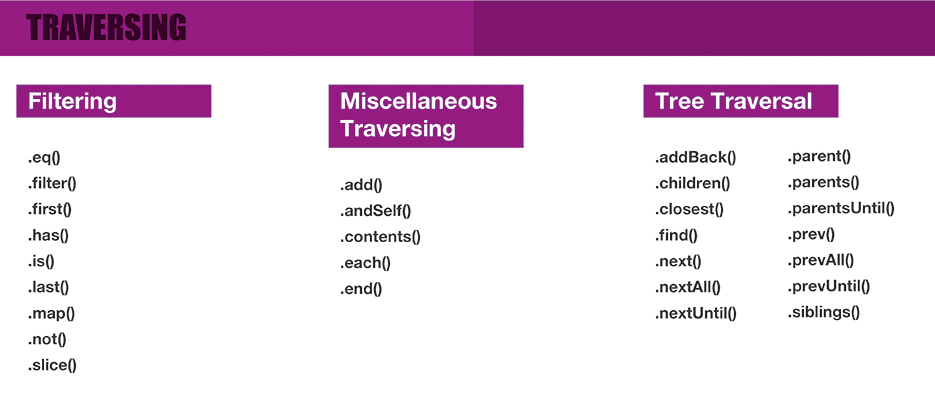 TRAVERSING
Filtering
.eq()
.filter()
.first()
.has()
.is()
.last()
.map()
.not()
.slice()
Miscellaneous
Traversing
.add()
.andSelf()
.contents()
.each()
.end()
Tree Traversal
.addBack()
.children()
.closest()
.find()
.next()
.nextAll()
.nextUntil()
.parent()
.parents()
.parentsUntil()
.prev()
.prevAll()
.prevUntil()
.siblings()